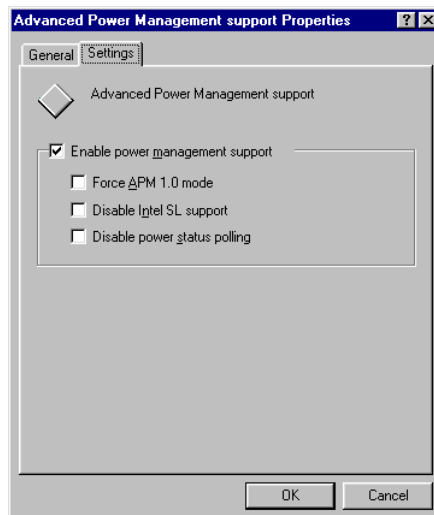 Advanced Power Management support Properties
General Settings
Advanced Power Management support
Enable power management support
Force APM 1.0 mode
Disable Intel SL support
Disable power status polling
OK Cancel